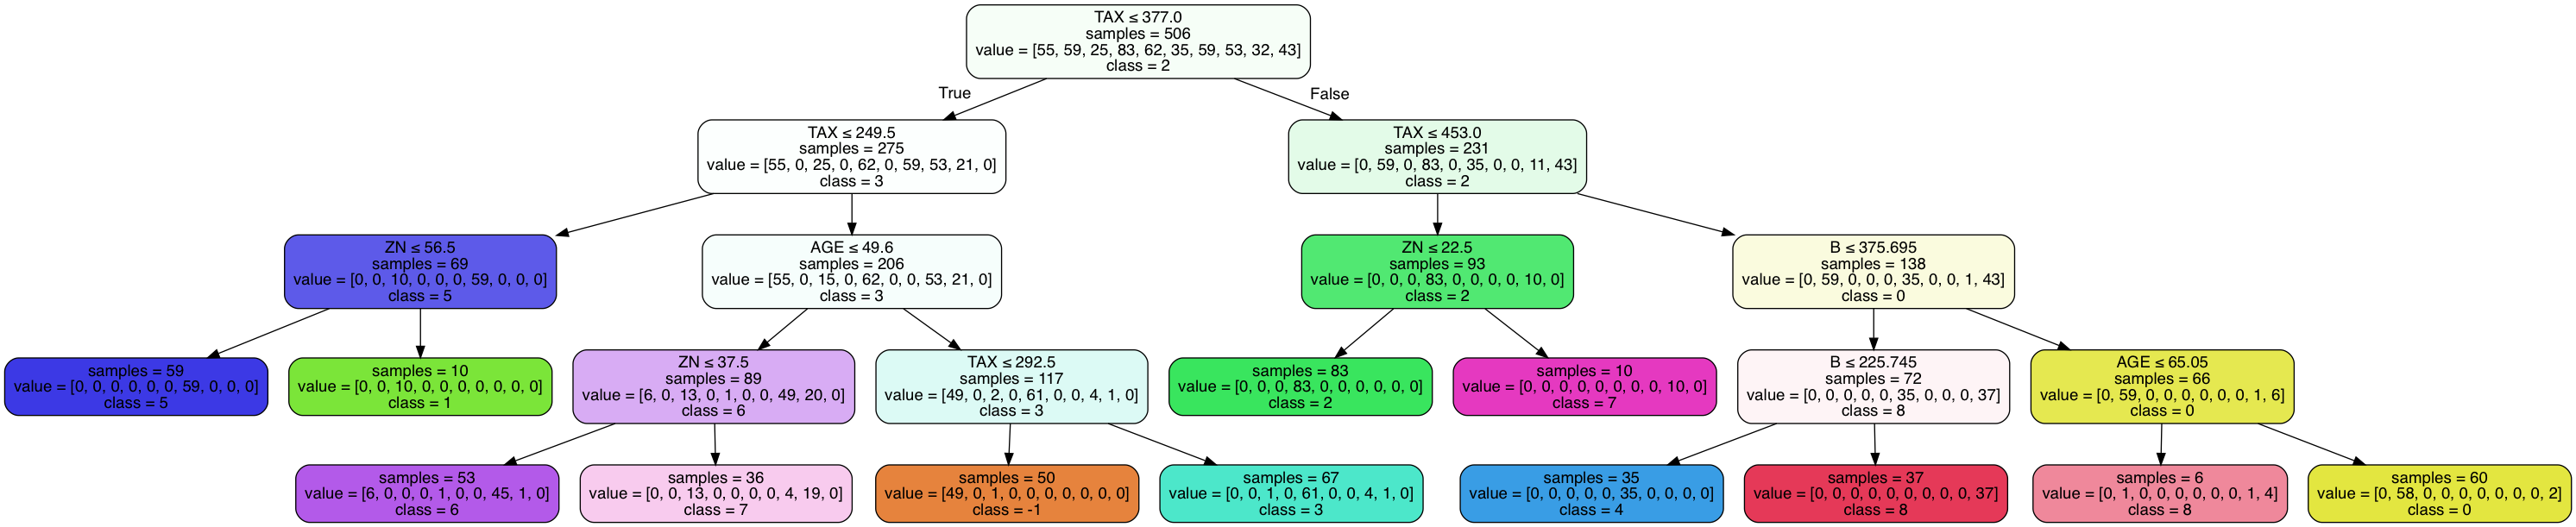 TAX ≤ 377.0
samples = 506
value = [55, 59, 25, 83, 62, 35, 59, 53, 32, 43]
class = 2
True
False
TAX ≤ 249.5
samples = 275
value = [55, 0, 25, 0, 62, 0, 59, 53, 21, 0]
class = 3
TAX ≤ 453.0
samples = 231
value = [0, 59, 0, 83, 0, 35, 0, 0, 11, 43]
class = 2
ZN ≤ 56.5
samples = 69
value = [0, 0, 10, 0, 0, 0, 59, 0, 0, 0]
class = 5
AGE ≤ 49.6
samples = 206
value = [55, 0, 15, 0, 62, 0, 0, 53, 21, 0]
class = 3
ZN ≤ 22.5
samples = 93
value = [0, 0, 0, 83, 0, 0, 0, 0, 10, 0]
class = 2
B ≤ 375.695
samples = 138
value = [0, 59, 0, 0, 0, 35, 0, 0, 1, 43]
class = 0
samples = 59
value = [0, 0, 0, 0, 0, 0, 59, 0, 0, 0]
class = 5
samples = 10
value = [0, 0, 10, 0, 0, 0, 0, 0, 0, 0]
class = 1
ZN ≤ 37.5
samples = 89
value = [6, 0, 13, 0, 1, 0, 0, 49, 20, 0]
class = 6
TAX ≤ 292.5
samples = 117
value = [49, 0, 2, 0, 61, 0, 0, 4, 1, 0]
class = 3
samples = 83
value = [0, 0, 0, 83, 0, 0, 0, 0, 0, 0]
class = 2
samples = 10
value = [0, 0, 0, 0, 0, 0, 0, 0, 10, 0]
class = 7
B ≤ 225.745
samples = 72
value = [0, 0, 0, 0, 0, 35, 0, 0, 0, 37]
class = 8
AGE ≤ 65.05
samples = 66
value = [0, 59, 0, 0, 0, 0, 0, 0, 1, 6]
class = 0
samples = 53
value = [6, 0, 0, 0, 1, 0, 0, 45, 1, 0]
class = 6
samples = 36
value = [0, 0, 13, 0, 0, 0, 0, 4, 19, 0]
class = 7
samples = 50
value = [49, 0, 1, 0, 0, 0, 0, 0, 0, 0]
class = -1
samples = 67
value = [0, 0, 1, 0, 61, 0, 0, 4, 1, 0]
class = 3
samples = 35
value = [0, 0, 0, 0, 0, 35, 0, 0, 0, 0]
class = 4
samples = 37
value = [0, 0, 0, 0, 0, 0, 0, 0, 0, 37]
class = 8
samples = 6
value = [0, 1, 0, 0, 0, 0, 0, 0, 1, 4]
class = 8
samples = 60
value = [0, 58, 0, 0, 0, 0, 0, 0, 0, 2]
class = 0